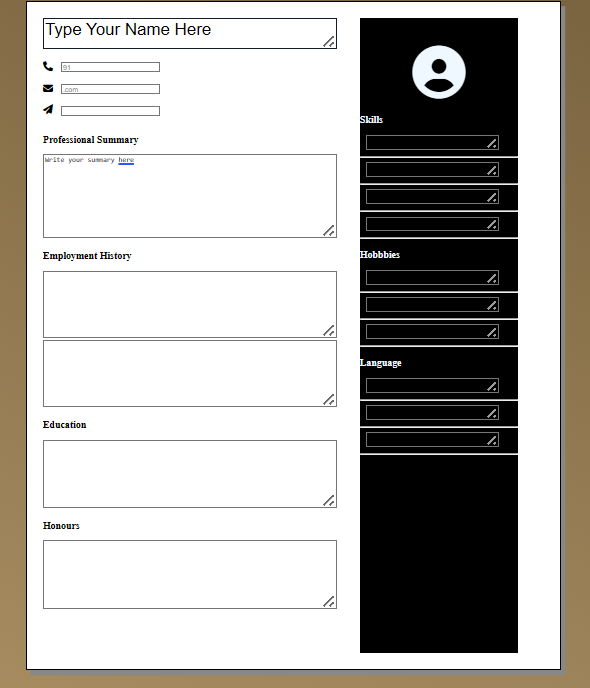 Type Your Name Here
91
.com
Professional Summary
Write your summary here
Employment History
Education
Honours
Skills
Hobbbies
Language